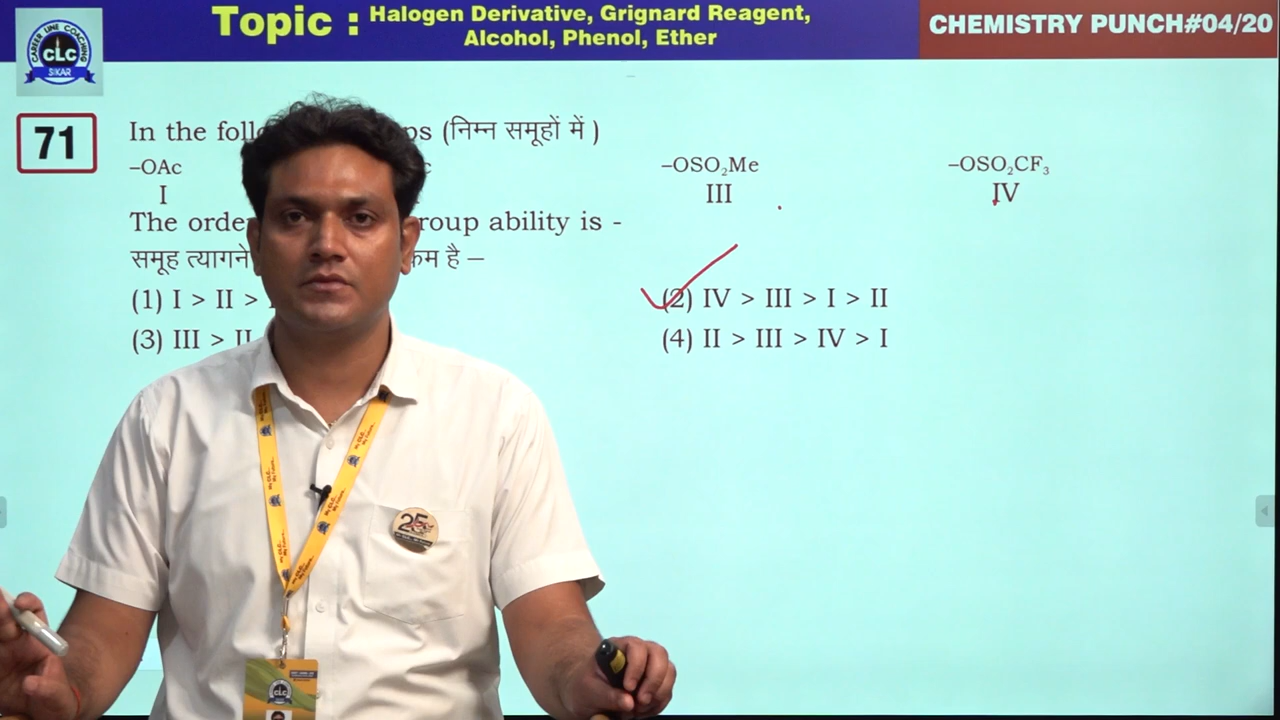 Topic : Halogen Derivative, Grignard Reagent,
Alcohol, Phenol, Ether
CHEMISTRY PUNCH#04/20
CAREER LINE COACHING
CLC
SIKAR
71
In the ps (निम्न समूहों में )
–OAc
–OSO₂Me
–OSO₂CF₃
I
III
IV
The orde roup ability is -
समूह त्यागने है –
(1) I > II >
(2) IV > III > I > II
(3) III > II
(4) II > III > IV > I
25
CLC